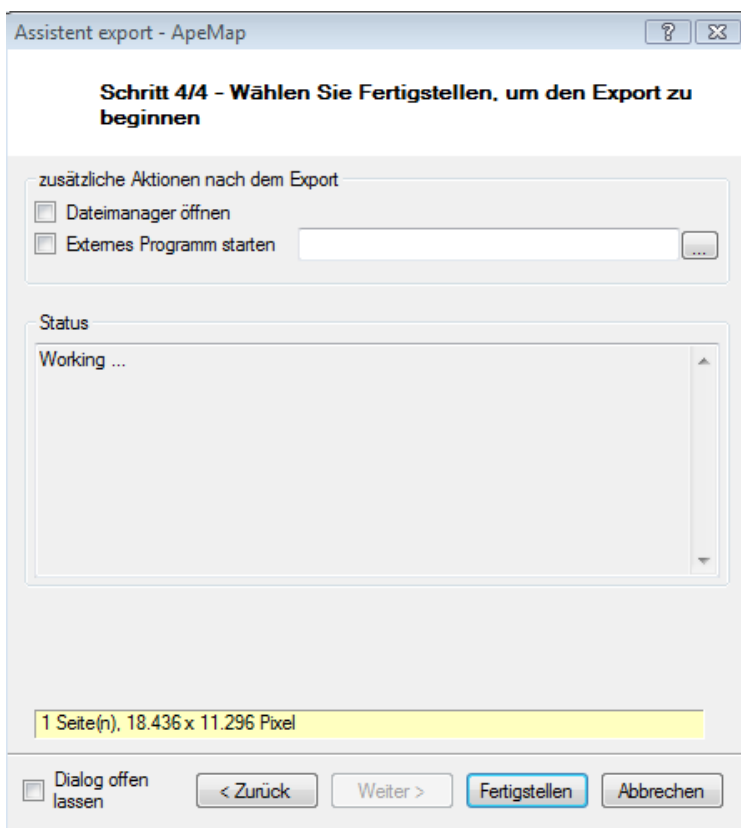 Assistent export - ApeMap
Schritt 4/4 - Wählen Sie Fertigstellen, um den Export zu
beginnen
zusätzliche Aktionen nach dem Export
Dateimanager öffnen
Externes Programm starten
...
Status
Working ...
1 Seite(n), 18.436 x 11.296 Pixel
Dialog offen
lassen
< Zurück
Weiter >
Fertigstellen
Abbrechen